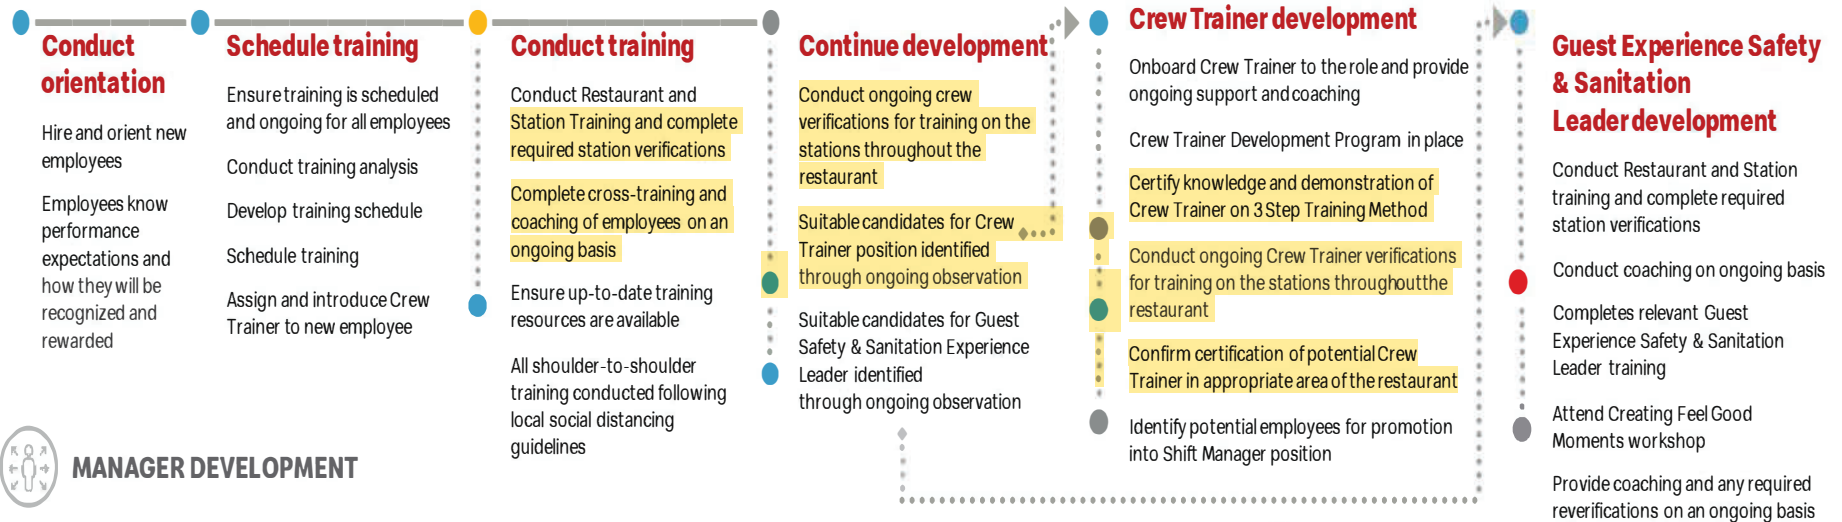 Conduct
orientation
Hire and orient new
employees
Employees know
performance
expectations and
how they will be
recognized and
rewarded
Schedule training
Ensure training is scheduled
and ongoing for all employees
Conduct training analysis
Develop training schedule
Schedule training
Assign and introduce Crew
Trainer to new employee
Conduct training
Conduct Restaurant and
Station Training and complete
required station verifications
Complete cross-training and
coaching of employees on an
ongoing basis
Ensure up-to-date training
resources are available
All shoulder-to-shoulder
training conducted following
local social distancing
guidelines
Continue development
Conduct ongoing crew
verifications for training on the
stations throughout the
restaurant
Suitable candidates for Crew
Trainer position identified
through ongoing observation
Suitable candidates for Guest
Safety & Sanitation Experience
Leader identified
through ongoing observation
Crew Trainer development
Onboard Crew Trainer to the role and provide
ongoing support and coaching
Crew Trainer Development Program in place
Certify knowledge and demonstration of
Crew Trainer on 3 Step Training Method
Conduct ongoing Crew Trainer verifications
for training on the stations throughoutthe
restaurant
Confirm certification of potential Crew
Trainer in appropriate area of the restaurant
Identify potential employees for promotion
into Shift Manager position
Guest Experience Safety
& Sanitation
Leader development
Conduct Restaurant and Station
training and complete required
station verifications
Conduct coaching on ongoing basis
Completes relevant Guest
Experience Safety & Sanitation
Leader training
Attend Creating Feel Good
Moments workshop
Provide coaching and any required
reverifications on an ongoing basis
MANAGER DEVELOPMENT